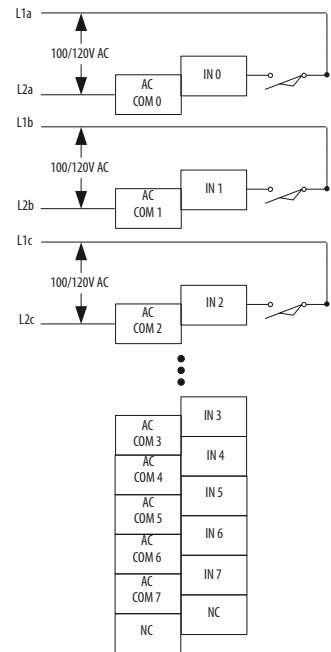 L1a
100/120V AC
L2a
AC
COM 0
IN 0
L1b
100/120V AC
L2b
AC
COM 1
IN 1
L1c
100/120V AC
L2c
AC
COM 2
IN 2
IN 3
AC
COM 3
IN 4
AC
COM 4
IN 5
AC
COM 5
IN 6
AC
COM 6
IN 7
AC
COM 7
NC
NC